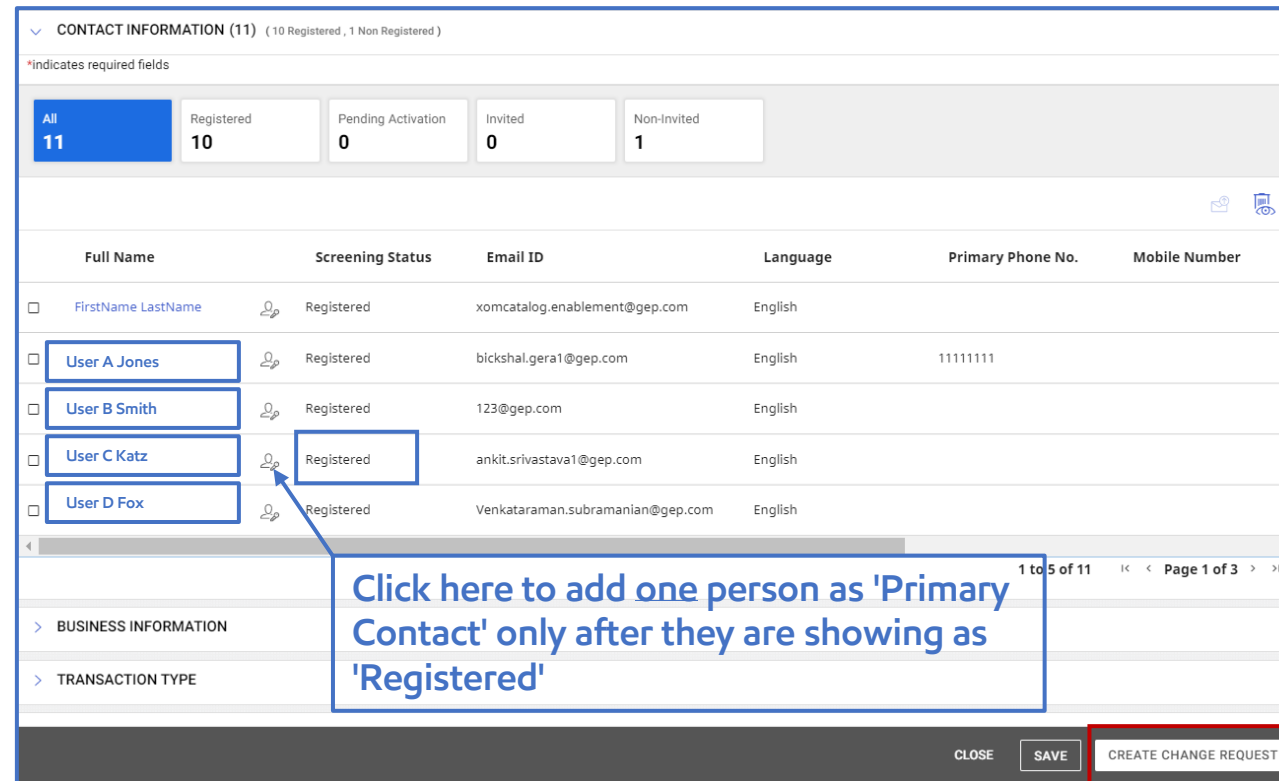 CONTACT INFORMATION (11) ( 10 Registered , 1 Non Registered )
*indicates required fields
All Registered Pending Activation Invited Non-Invited
11 10 0 0 1
Full Name Screening Status Email ID Language Primary Phone No. Mobile Number
FirstName LastName Registered xomcatalog.enablement@gep.com English
User A Jones Registered bickshal.gera1@gep.com English 11111111
User B Smith Registered 123@gep.com English
User C Katz Registered ankit.srivastava1@gep.com English
User D Fox Registered Venkataraman.subramanian@gep.com English
1 to 5 of 11 Page 1 of 3
Click here to add one person as 'Primary
Contact' only after they are showing as
'Registered'
BUSINESS INFORMATION
TRANSACTION TYPE
CLOSE SAVE CREATE CHANGE REQUEST